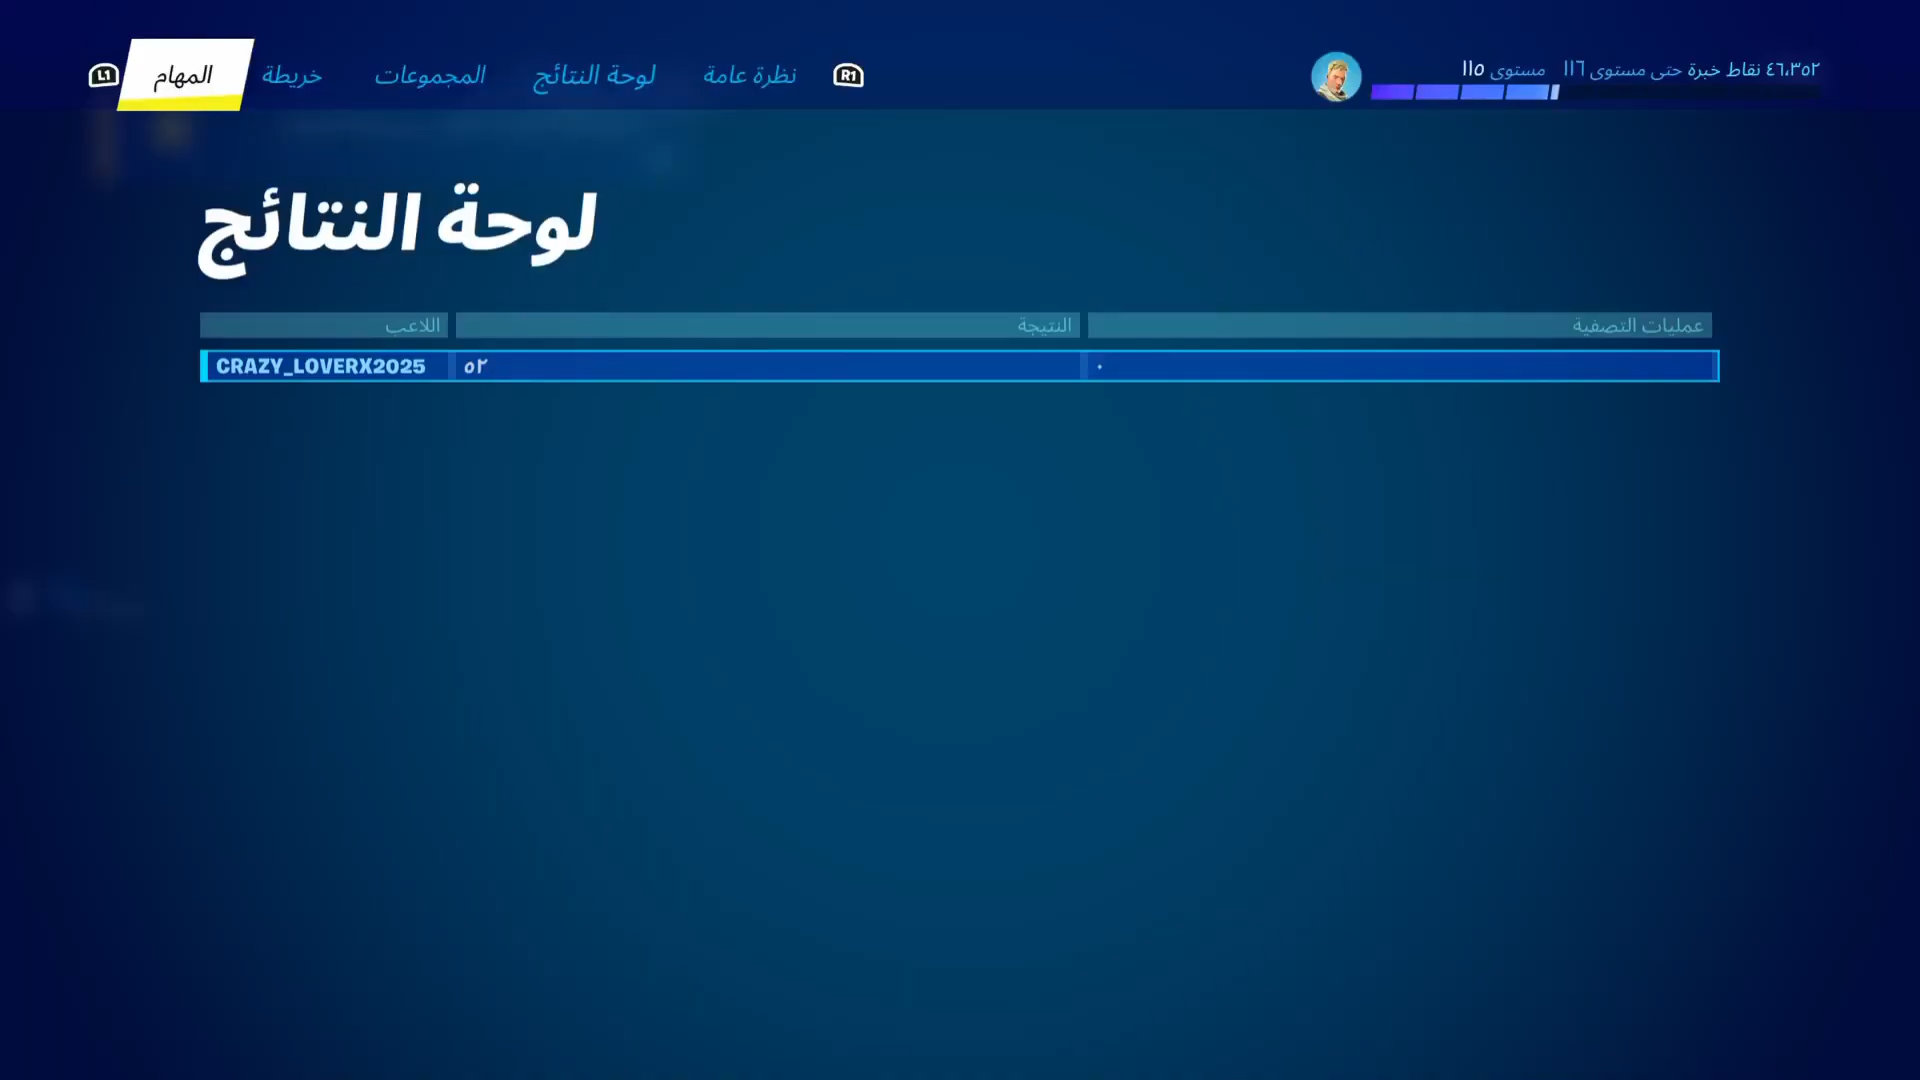 L1 المهام خريطة المجموعات لوحة النتائج نظرة عامة R1
مستوى ١١٥ ٤٦،٣٥٢ نقاط خبرة حتى مستوى ١١٦
لوحة النتائج
اللاعب النتيجة عمليات التصفية
CRAZY_LOVERX2025 ٥٢ ٠